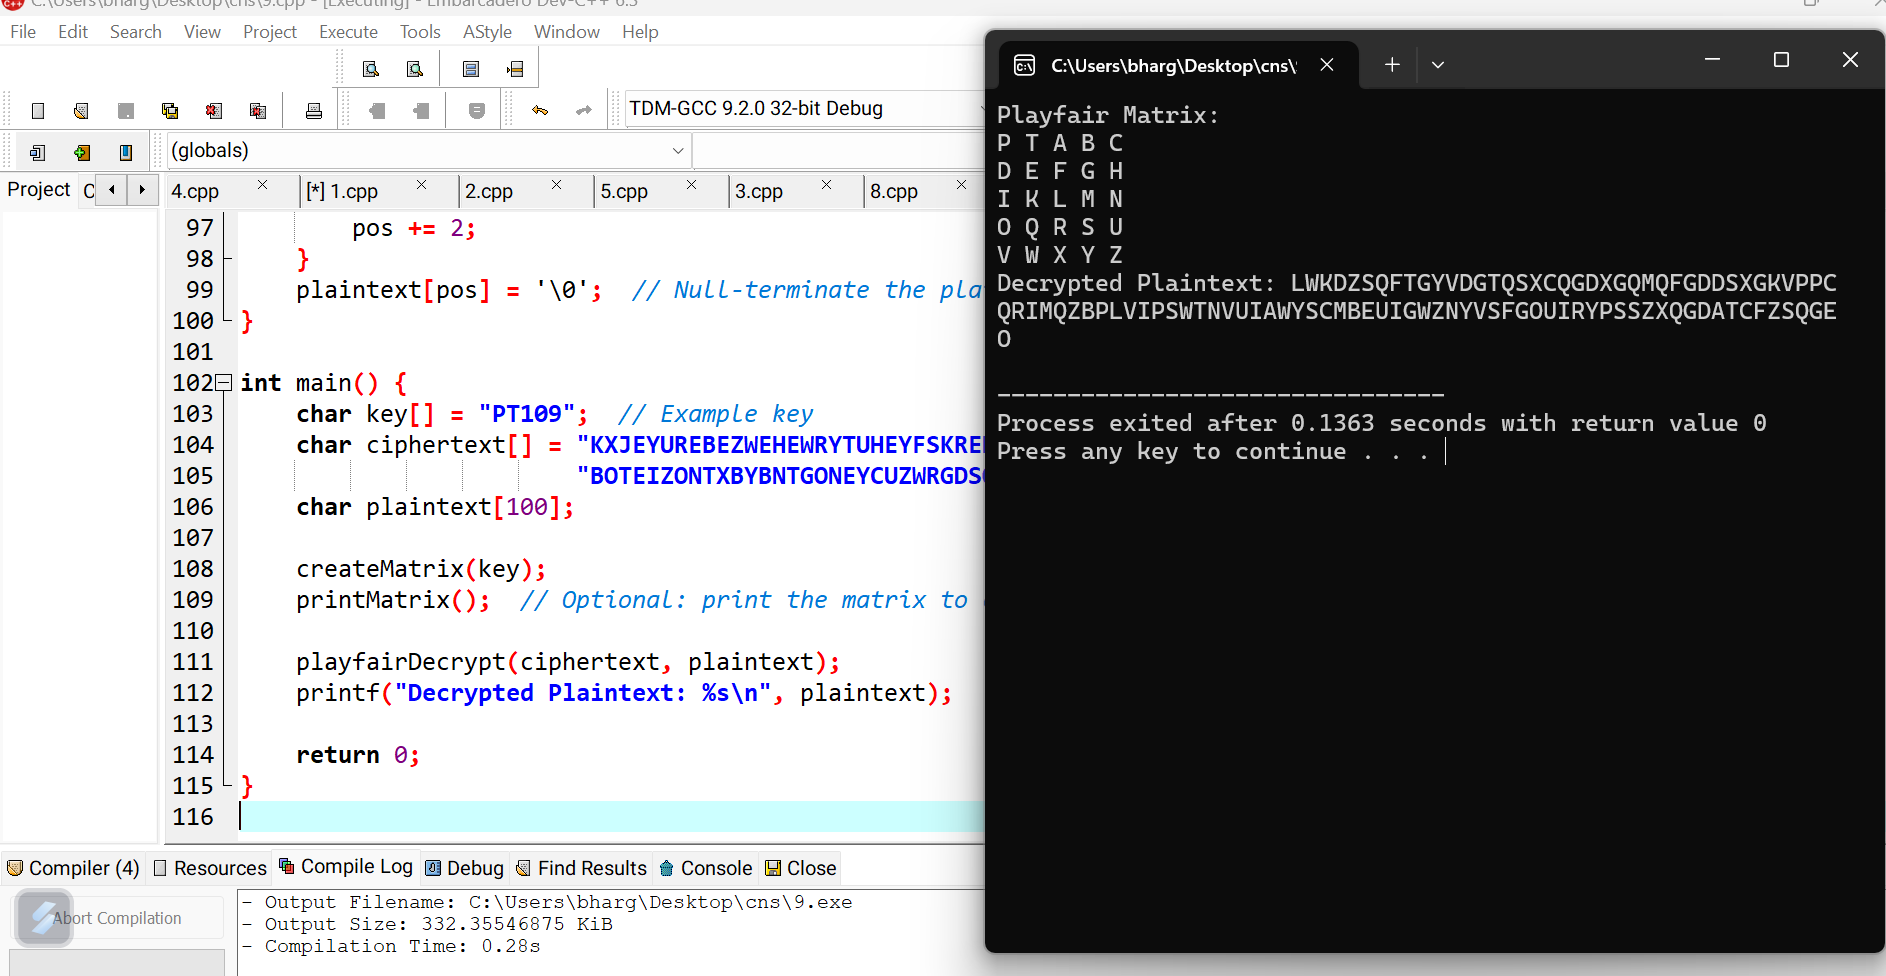 C:\Users\bharg\Desktop\cns\9.cpp - [Executing] - Embarcadero Dev-C++ 6.3
File Edit Search View Project Execute Tools AStyle Window Help
TDM-GCC 9.2.0 32-bit Debug
(globals)
Project C
4.cpp [*] 1.cpp 2.cpp 5.cpp 3.cpp 8.cpp
97 pos += 2;
98 }
99 plaintext[pos] = '\0'; // Null-terminate the pla
100 }
101
102 int main() {
103 char key[] = "PT109"; // Example key
104 char ciphertext[] = "KXJEYUREBEZWEHEWRYTUHEYFSKRE
105 "BOTEIZONTXBYBNTGONEYCUZWRGDS
106 char plaintext[100];
107
108 createMatrix(key);
109 printMatrix(); // Optional: print the matrix to
110
111 playfairDecrypt(ciphertext, plaintext);
112 printf("Decrypted Plaintext: %s\n", plaintext);
113
114 return 0;
115 }
116
Compiler (4) Resources Compile Log Debug Find Results Console Close
Abort Compilation
- Output Filename: C:\Users\bharg\Desktop\cns\9.exe
- Output Size: 332.35546875 KiB
- Compilation Time: 0.28s
C:\Users\bharg\Desktop\cns\
Playfair Matrix:
P T A B C
D E F G H
I K L M N
O Q R S U
V W X Y Z
Decrypted Plaintext: LWKDZSQFTGYVDGTQSXCQGDXGQMQFGDDSXGKVPPC
QRIMQZBPLVIPSWTNVUIAWYSCMBEUIGWZNYVSFGOUIRYPSSZXQGDATCFZSQGE
O
--------------------------------
Process exited after 0.1363 seconds with return value 0
Press any key to continue . . .